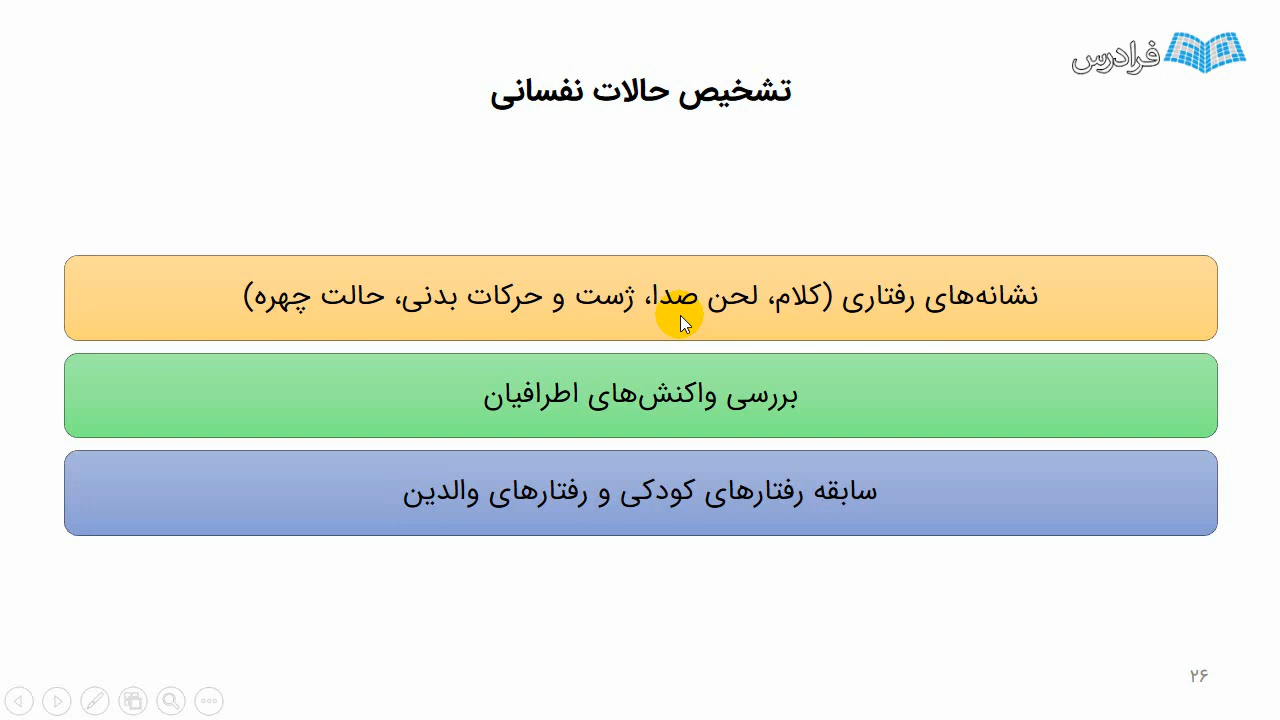 فرادرس
تشخیص حالات نفسانی
نشانه‌های رفتاری (کلام، لحن صدا، ژست و حرکات بدنی، حالت چهره)
بررسی واکنش‌های اطرافیان
سابقه رفتارهای کودکی و رفتارهای والدین
۲۶